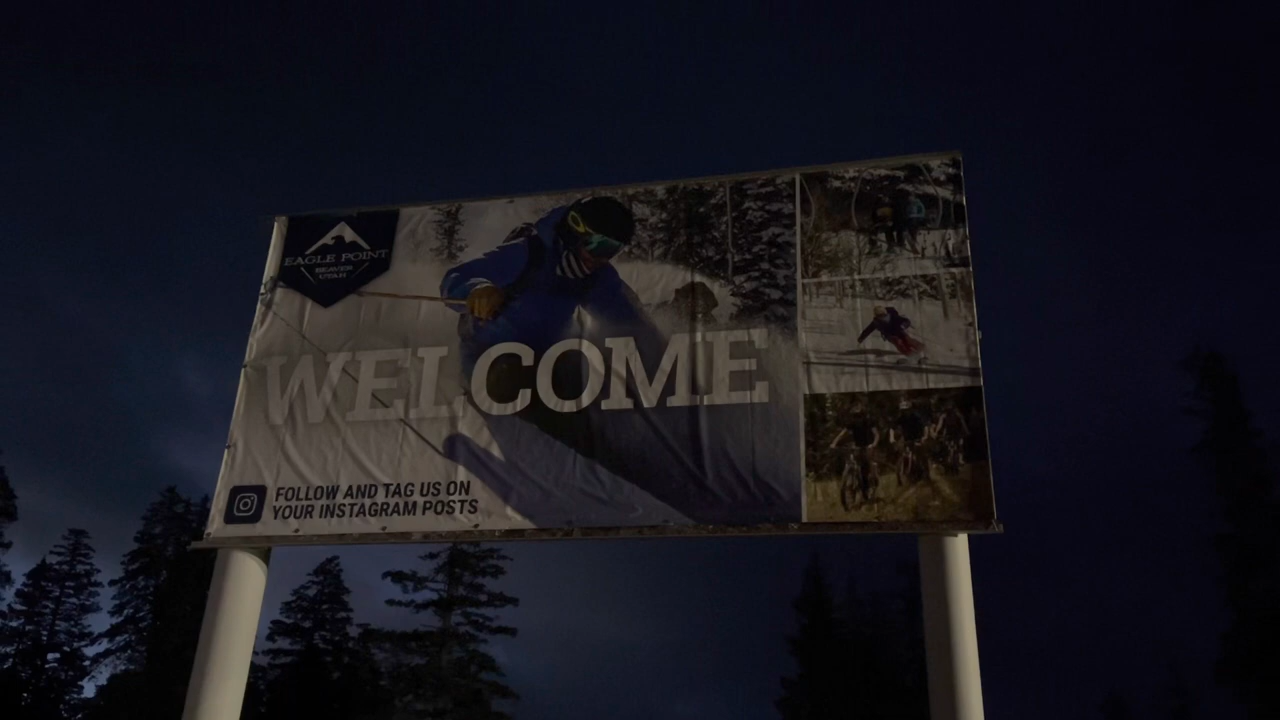 EAGLE POINT
BEAVER
UTAH
WELCOME
FOLLOW AND TAG US ON
YOUR INSTAGRAM POSTS